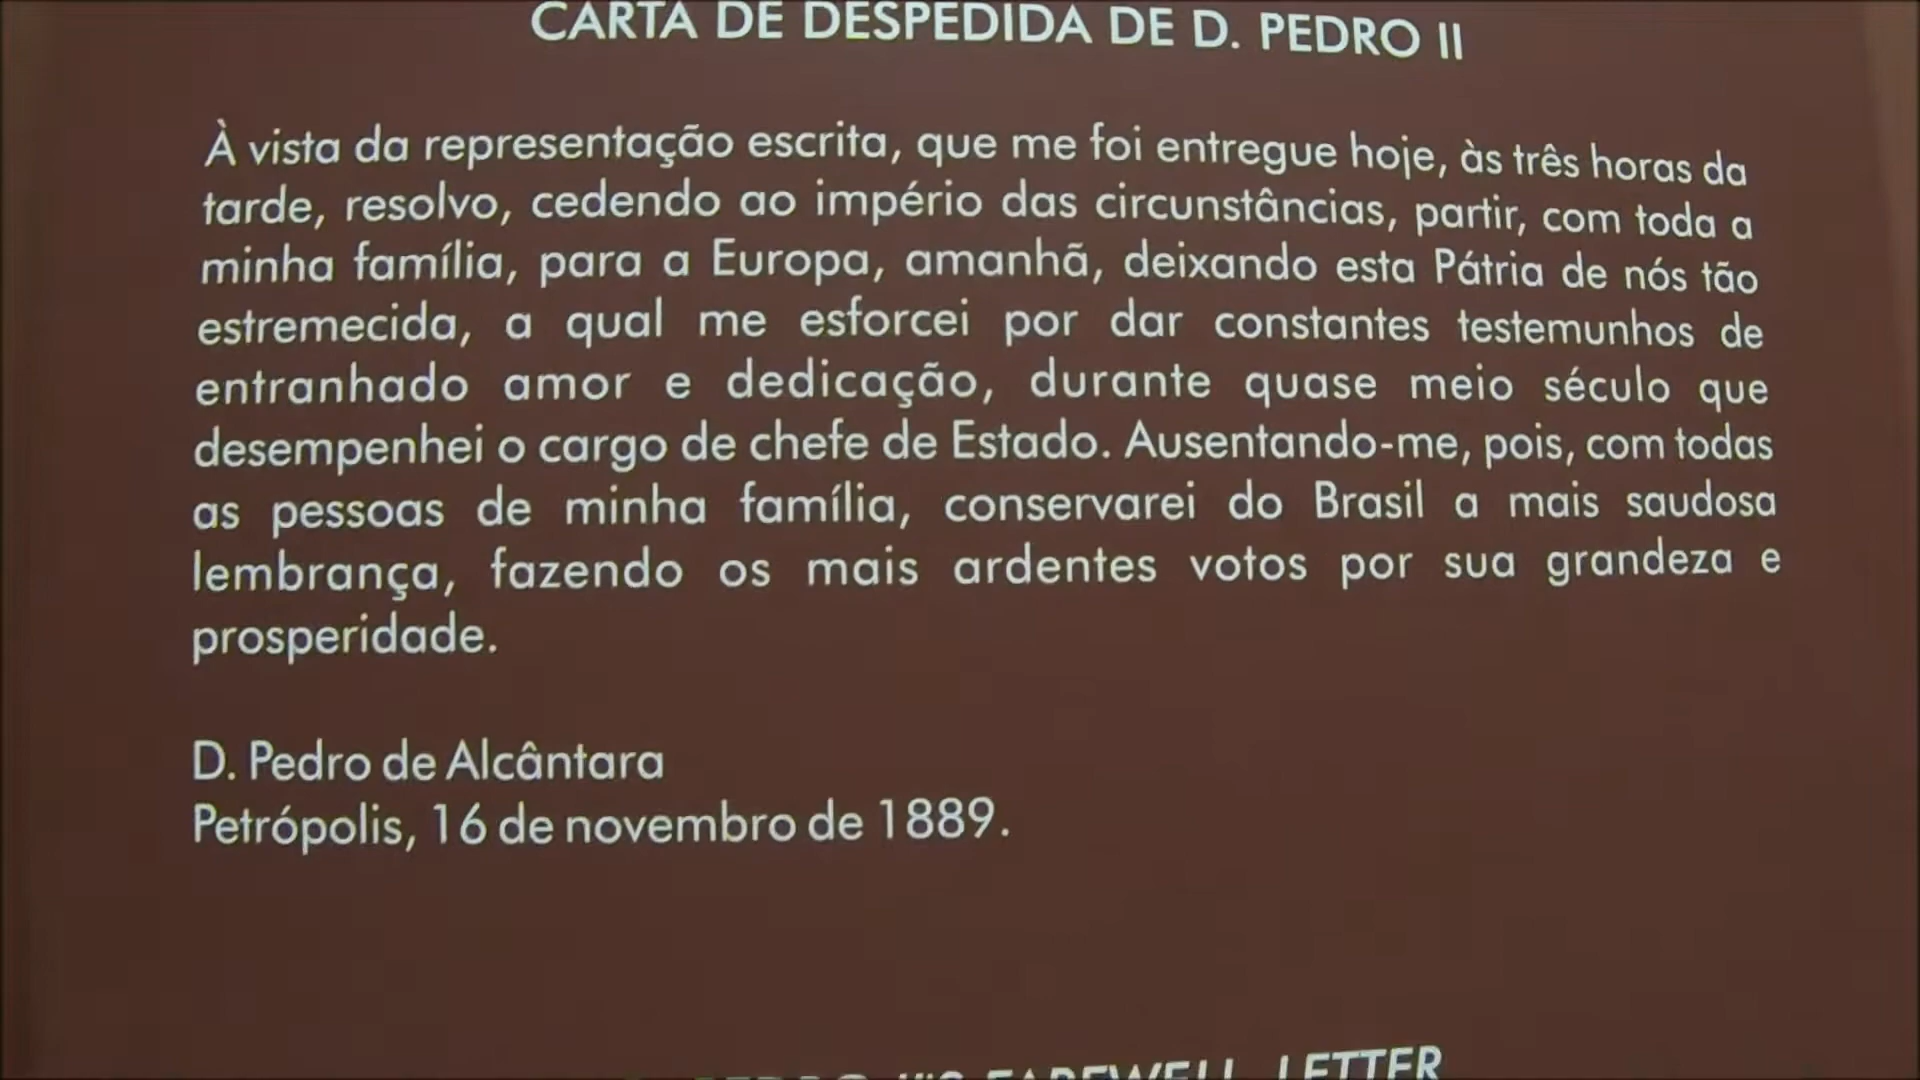 CARTA DE DESPEDIDA DE D. PEDRO II
À vista da representação escrita, que me foi entregue hoje, às três horas da
tarde, resolvo, cedendo ao império das circunstâncias, partir, com toda a
minha família, para a Europa, amanhã, deixando esta Pátria de nós tão
estremecida, a qual me esforcei por dar constantes testemunhos de
entranhado amor e dedicação, durante quase meio século que
desempenhei o cargo de chefe de Estado. Ausentando-me, pois, com todas
as pessoas de minha família, conservarei do Brasil a mais saudosa
lembrança, fazendo os mais ardentes votos por sua grandeza e
prosperidade.
D. Pedro de Alcântara
Petrópolis, 16 de novembro de 1889.
PEDRO II'S FAREWELL LETTER